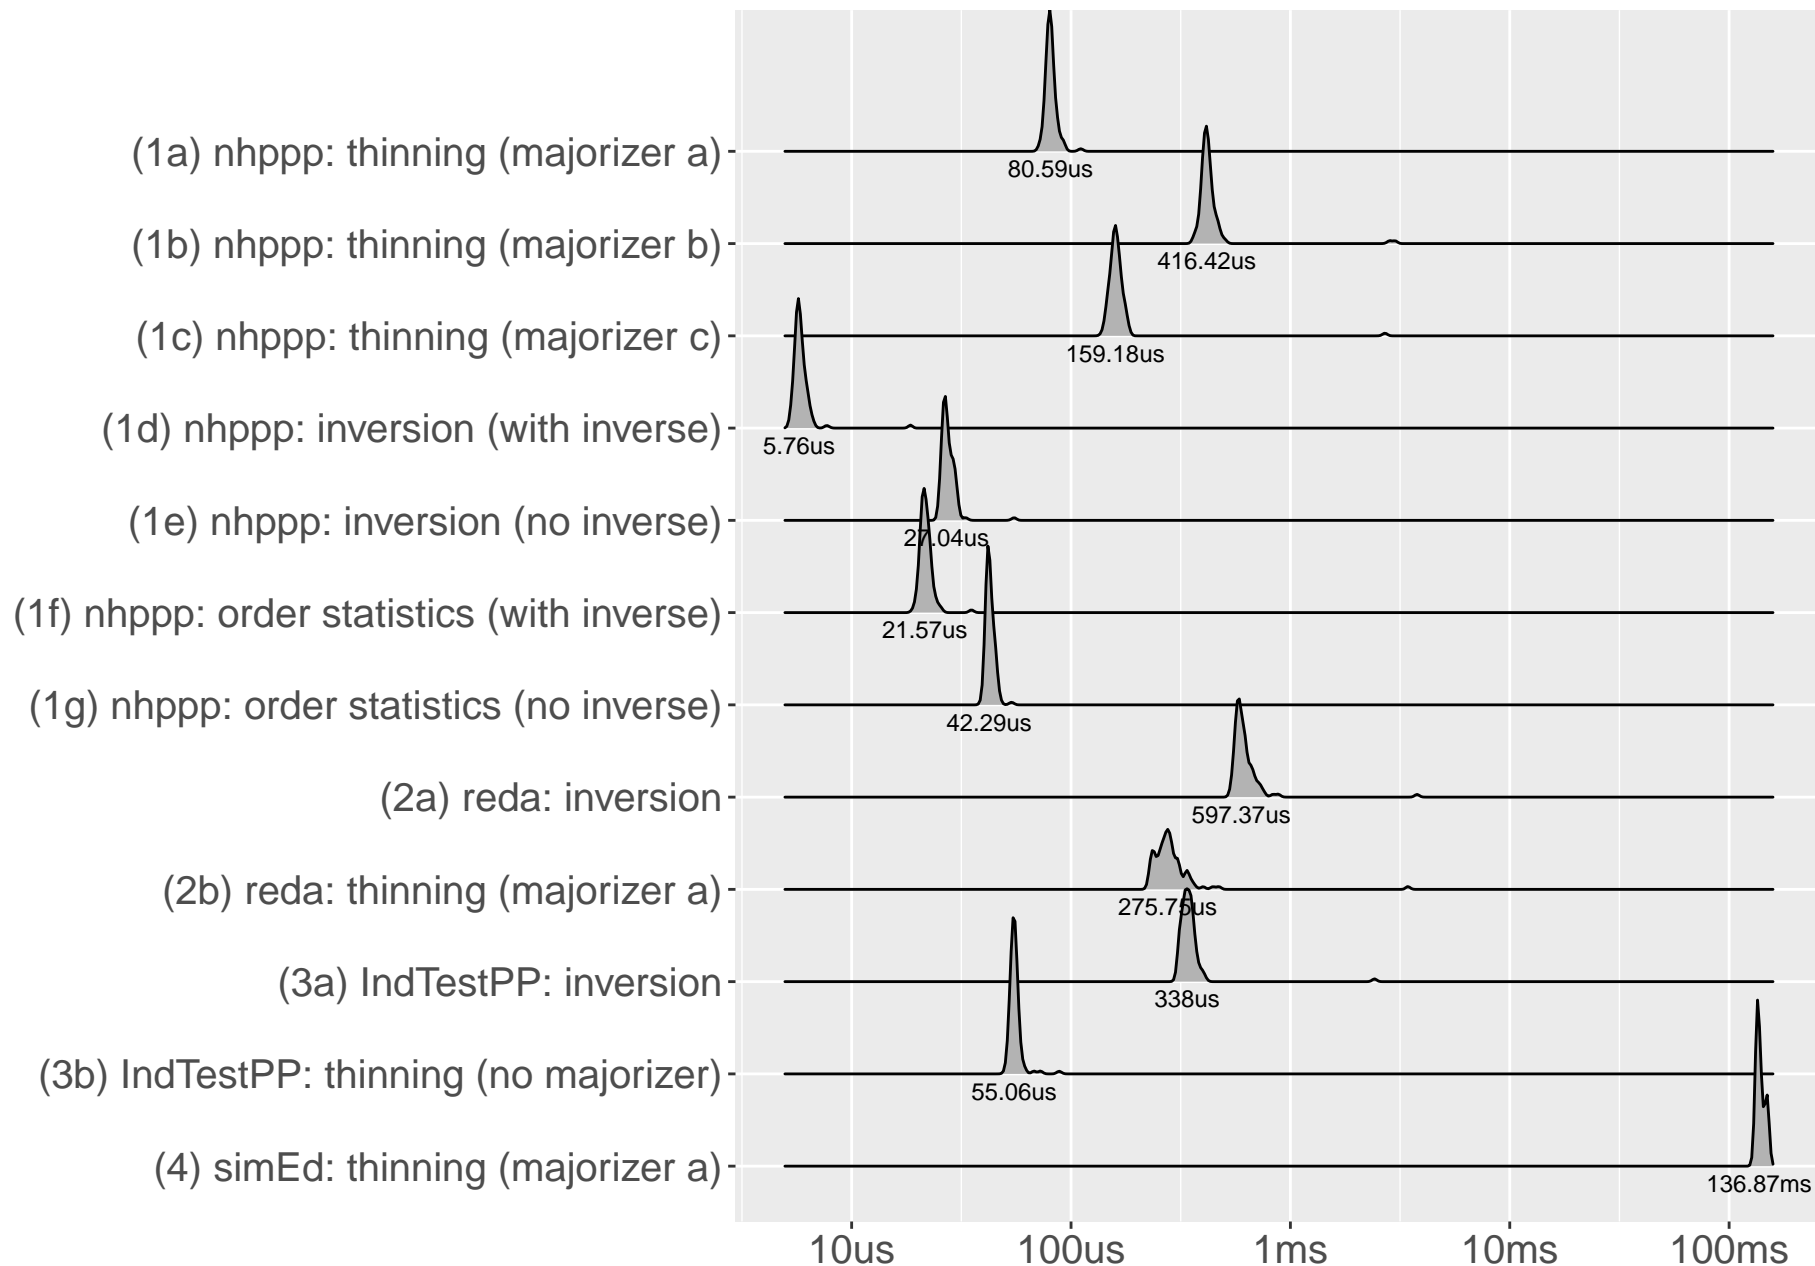 (1a) nhppp: thinning (majorizer a)
80.59us
(1b) nhppp: thinning (majorizer b)
416.42us
(1c) nhppp: thinning (majorizer c)
159.18us
(1d) nhppp: inversion (with inverse)
5.76us
(1e) nhppp: inversion (no inverse)
27.04us
(1f) nhppp: order statistics (with inverse)
21.57us
(1g) nhppp: order statistics (no inverse)
42.29us
(2a) reda: inversion
597.37us
(2b) reda: thinning (majorizer a)
275.75us
(3a) IndTestPP: inversion
338us
(3b) IndTestPP: thinning (no majorizer)
55.06us
(4) simEd: thinning (majorizer a)
136.87ms
10us 100us 1ms 10ms 100ms